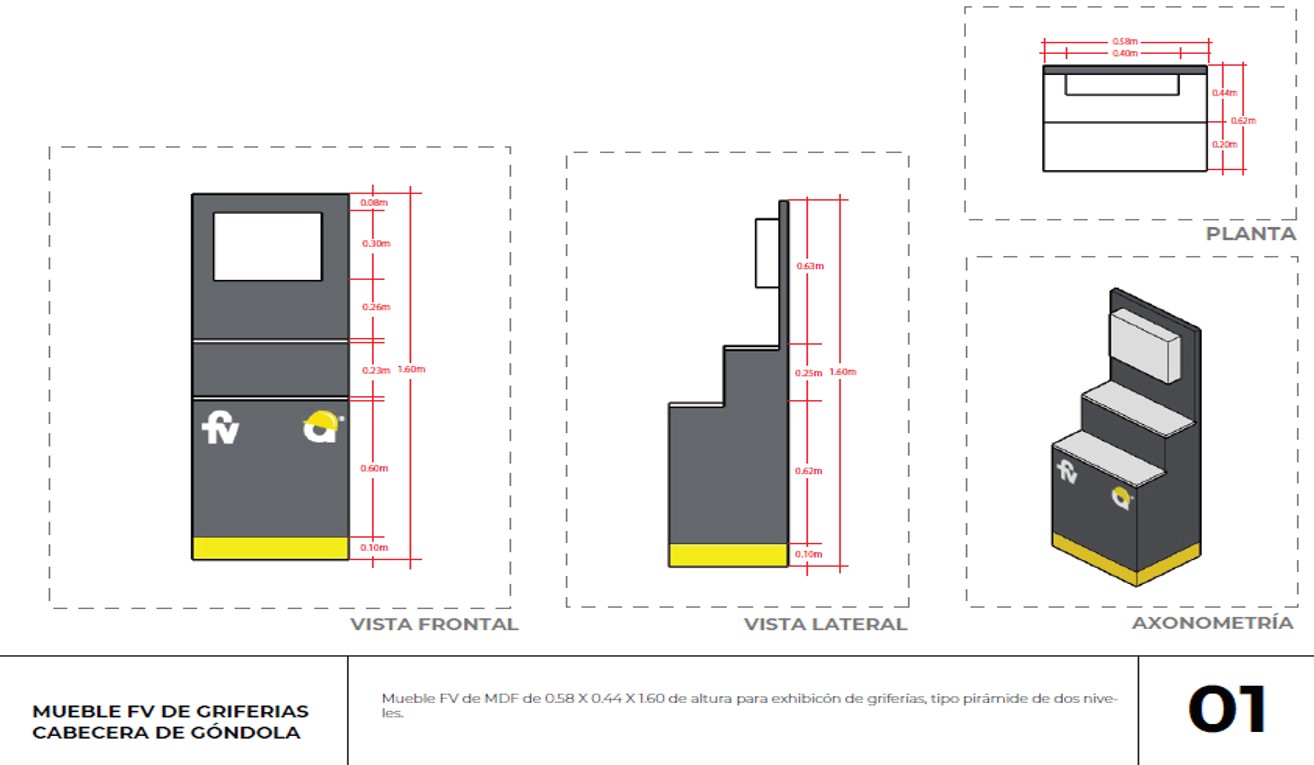 0.58m
0.40m
0.44m
0.62m
0.20m
PLANTA
0.08m
0.30m
0.26m
0.23m
1.60m
fv
a
0.60m
0.10m
VISTA FRONTAL
0.63m
0.25m
1.60m
0.62m
0.10m
VISTA LATERAL
fv
a
AXONOMETRÍA
MUEBLE FV DE GRIFERIAS
CABECERA DE GÓNDOLA
Mueble FV de MDF de 0.58 X 0.44 X 1.60 de altura para exhibicón de griferías, tipo pirámide de dos nive-
les.
01